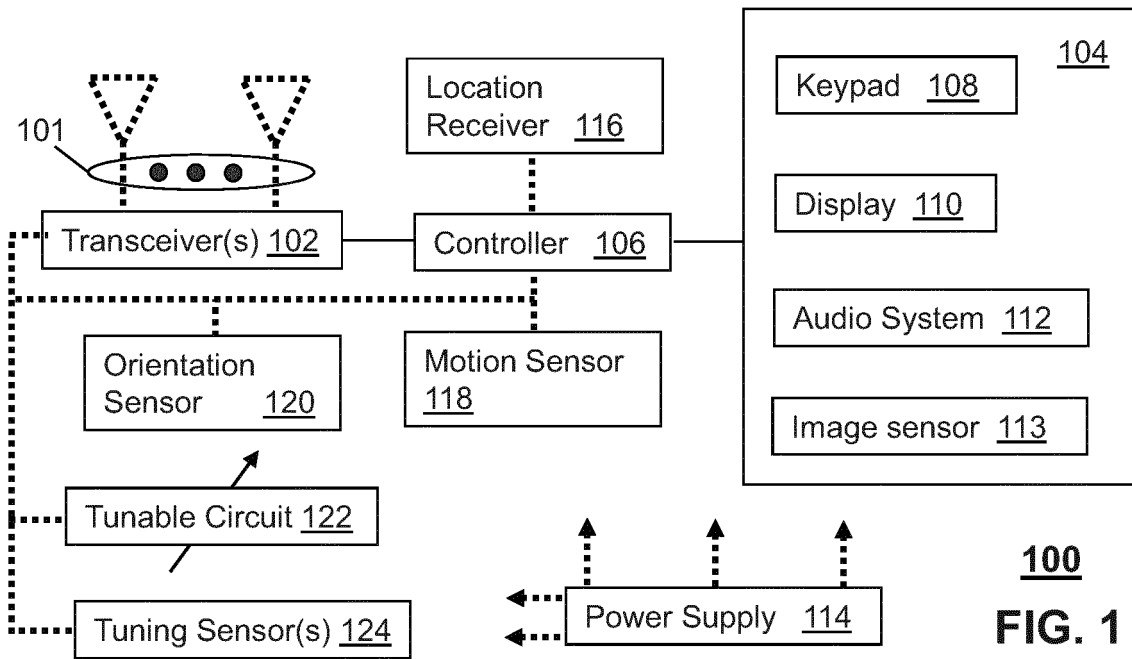 101
Transceiver(s) 102
Location
Receiver 116
Controller 106
Orientation
Sensor 120
Motion Sensor
118
Tunable Circuit 122
Tuning Sensor(s) 124
Power Supply 114
104
Keypad 108
Display 110
Audio System 112
Image sensor 113
100
FIG. 1